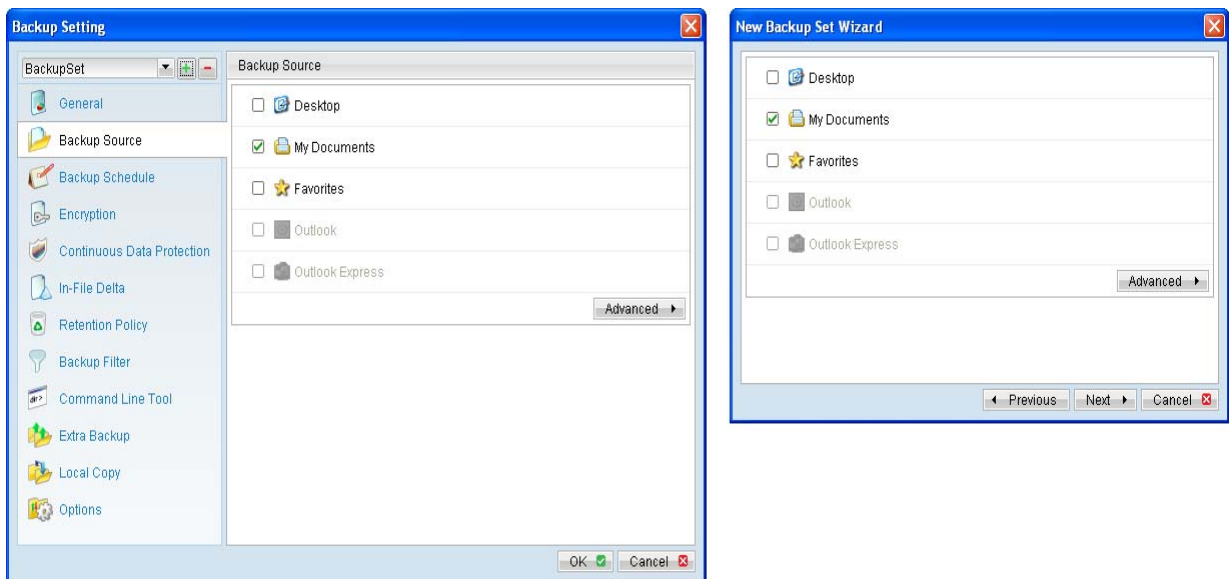 Backup Setting
BackupSet
General
Backup Source
Backup Schedule
Encryption
Continuous Data Protection
In-File Delta
Retention Policy
Backup Filter
Command Line Tool
Extra Backup
Local Copy
Options
Backup Source
Desktop
My Documents
Favorites
Outlook
Outlook Express
Advanced
OK
Cancel
New Backup Set Wizard
Desktop
My Documents
Favorites
Outlook
Outlook Express
Advanced
Previous
Next
Cancel